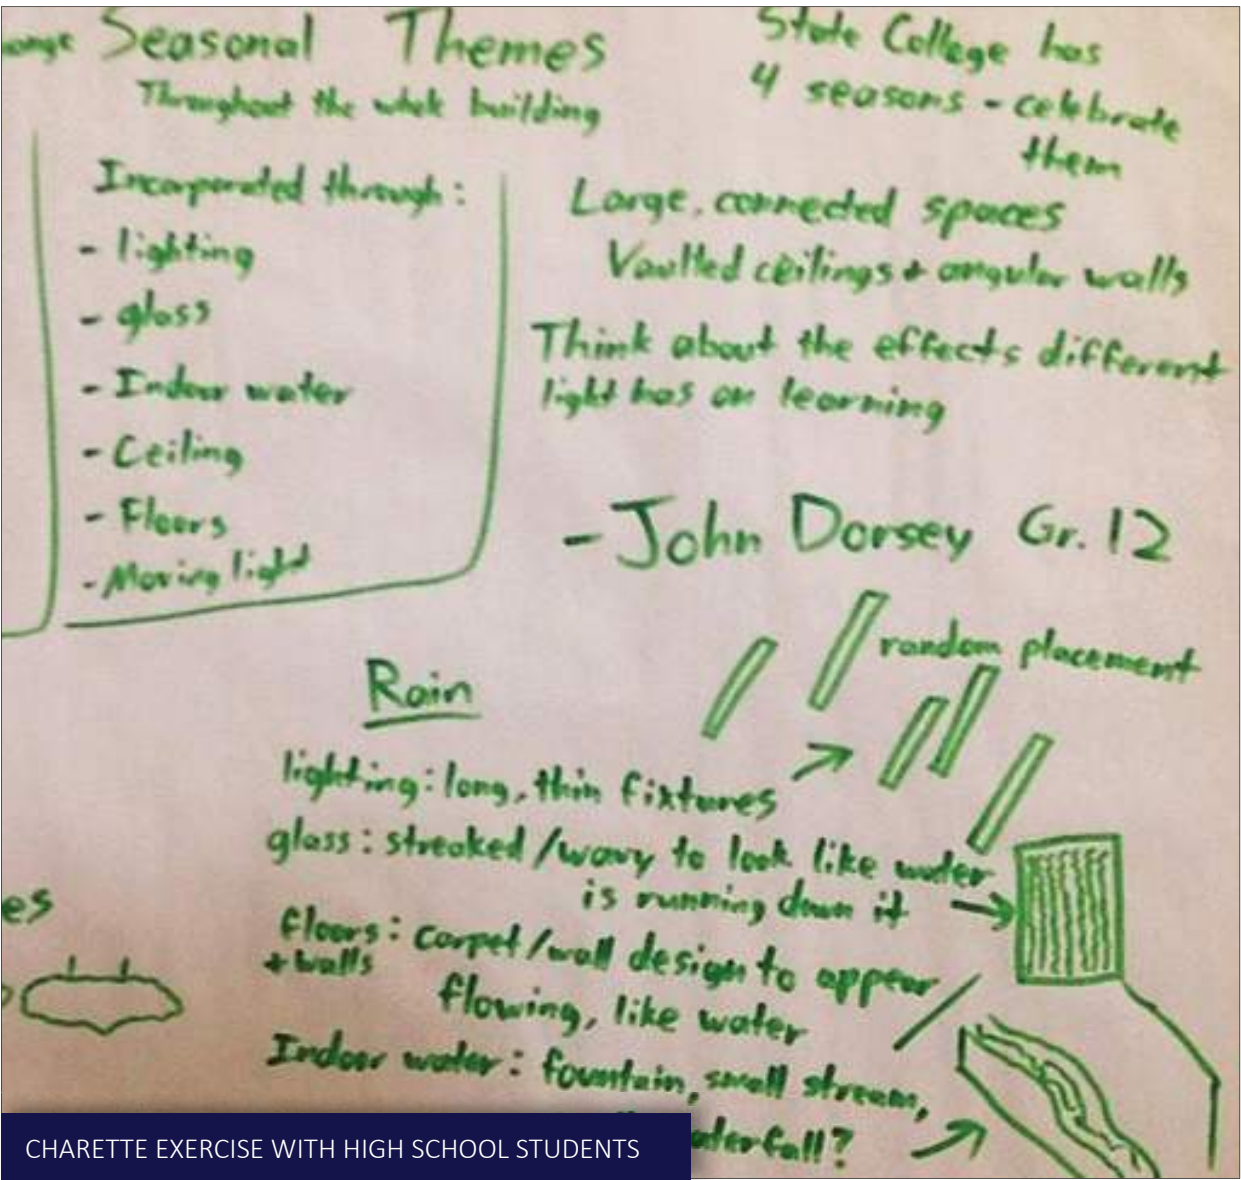 Seasonal Themes
Throughout the whole building
Incorporated through:
- lighting
- glass
- Indoor water
- Ceiling
- Floors
- Moving light
State College has
4 seasons - celebrate
them
Large, connected spaces
Vaulted ceilings + angular walls
Think about the effects different
light has on learning
- John Dorsey Gr. 12
random placement
Rain
lighting: long, thin fixtures
glass: streaked/wavy to look like water
is running down it
floors: carpet/wall design to appear
+ walls
flowing, like water
Indoor water: fountain, small stream,
aterfall?
es
CHARETTE EXERCISE WITH HIGH SCHOOL STUDENTS